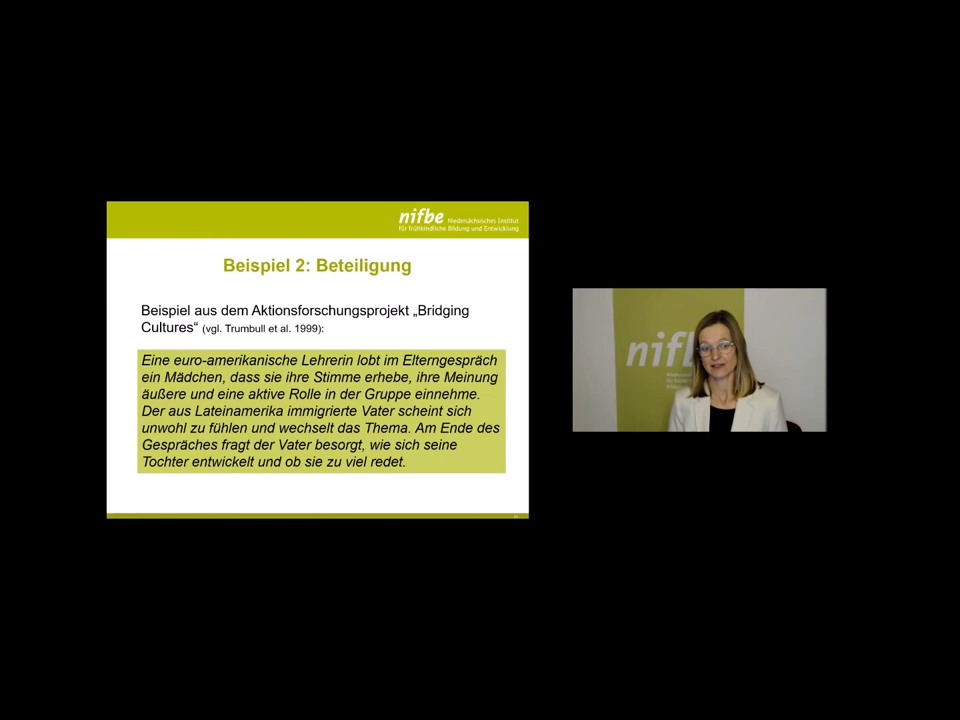 nifbe Niedersächsisches Institut
für frühkindliche Bildung und Entwicklung
Beispiel 2: Beteiligung
Beispiel aus dem Aktionsforschungsprojekt „Bridging
Cultures“ (vgl. Trumbull et al. 1999):
Eine euro-amerikanische Lehrerin lobt im Elterngespräch
ein Mädchen, dass sie ihre Stimme erhebe, ihre Meinung
äußere und eine aktive Rolle in der Gruppe einnehme.
Der aus Lateinamerika immigrierte Vater scheint sich
unwohl zu fühlen und wechselt das Thema. Am Ende des
Gespräches fragt der Vater besorgt, wie sich seine
Tochter entwickelt und ob sie zu viel redet.
nifb